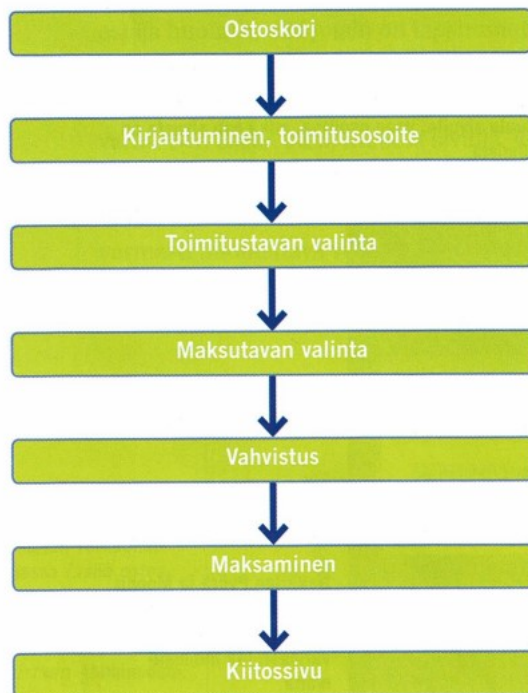 Ostoskori
Kirjautuminen, toimitusosoite
Toimitustavan valinta
Maksutavan valinta
Vahvistus
Maksaminen
Kiitossivu